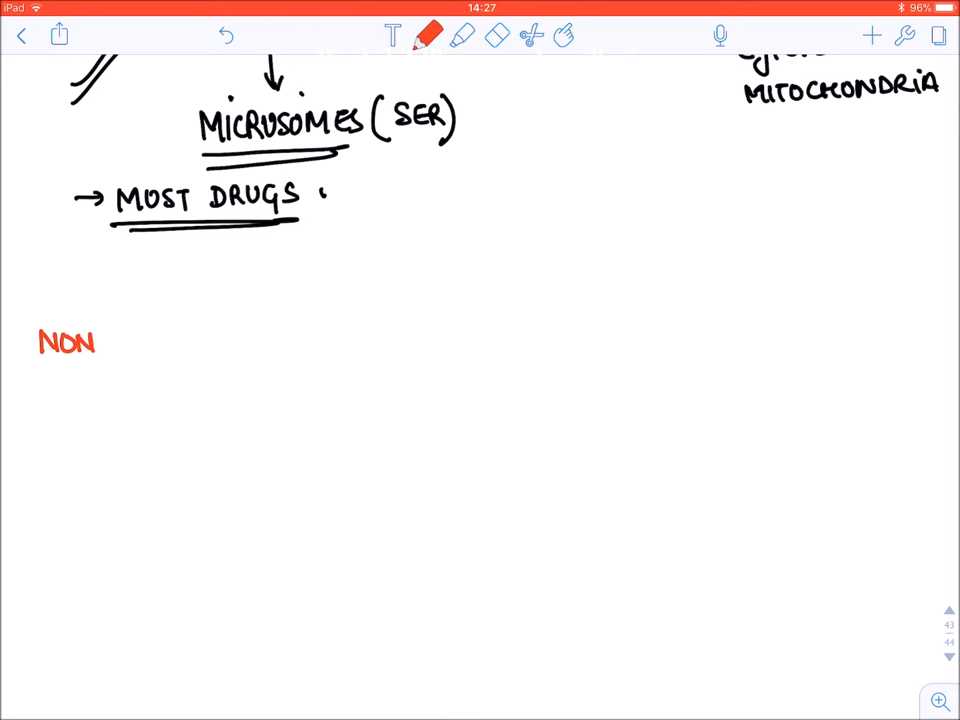 iPad 14:27 96%
MITOCHONDRIA
MICROSOMES (SER)
→ MOST DRUGS
NON
43
44